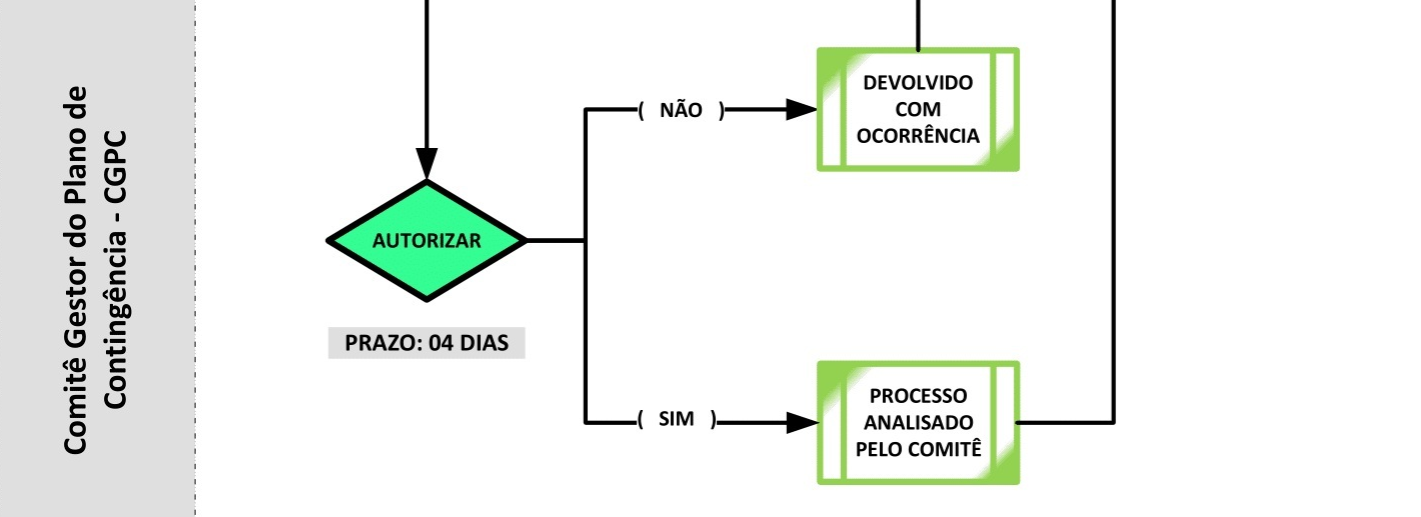 Comitê Gestor do Plano de
Contingência - CGPC
( NÃO )
DEVOLVIDO
COM
OCORRÊNCIA
AUTORIZAR
PRAZO: 04 DIAS
( SIM )
PROCESSO
ANALISADO
PELO COMITÊ